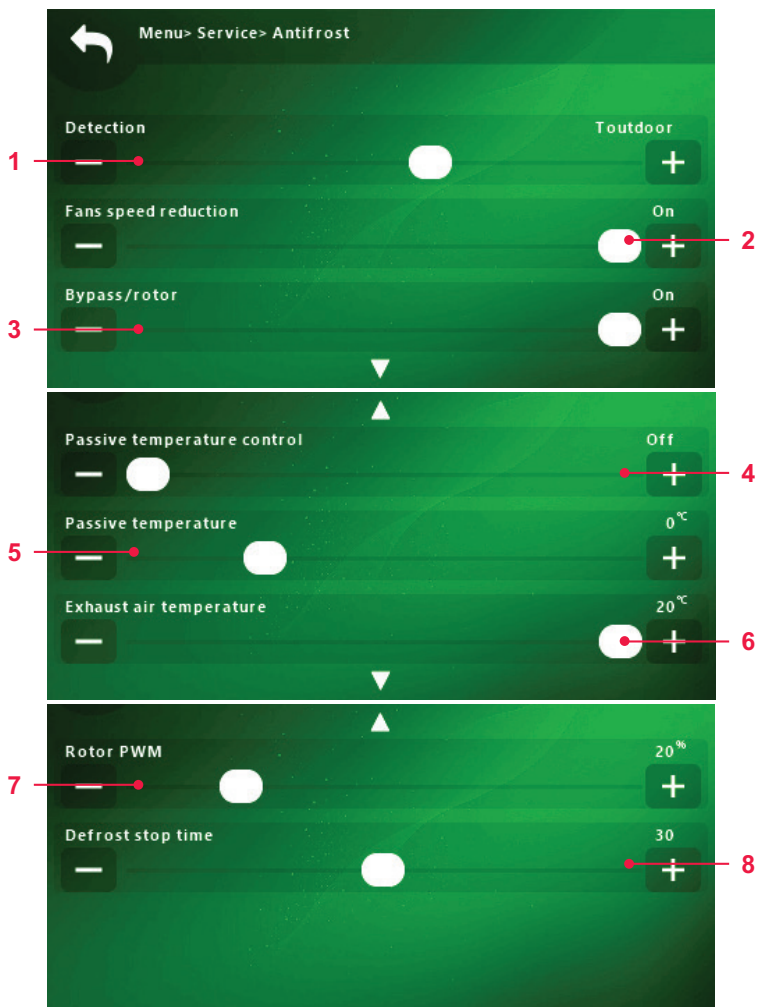 Menu> Service> Antifrost
Detection Toutdoor
1
Fans speed reduction On
2
Bypass/rotor On
3
Passive temperature control Off
4
Passive temperature 0℃
5
Exhaust air temperature 20℃
6
Rotor PWM 20%
7
Defrost stop time 30
8